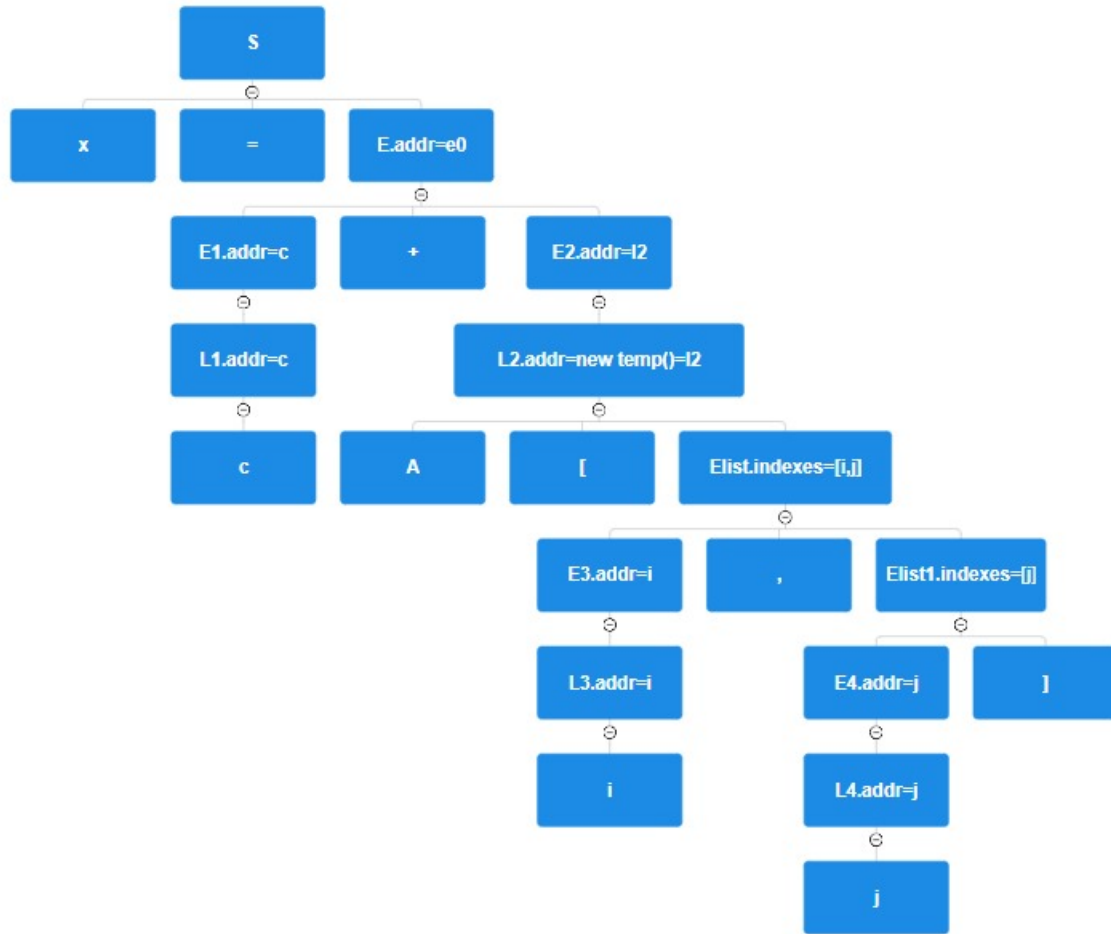 S
x = E.addr=e0
E1.addr=c + E2.addr=l2
L1.addr=c L2.addr=new temp()=l2
c A [ Elist.indexes=[i,j]
E3.addr=i , Elist1.indexes=[j]
L3.addr=i E4.addr=j ]
i L4.addr=j
j